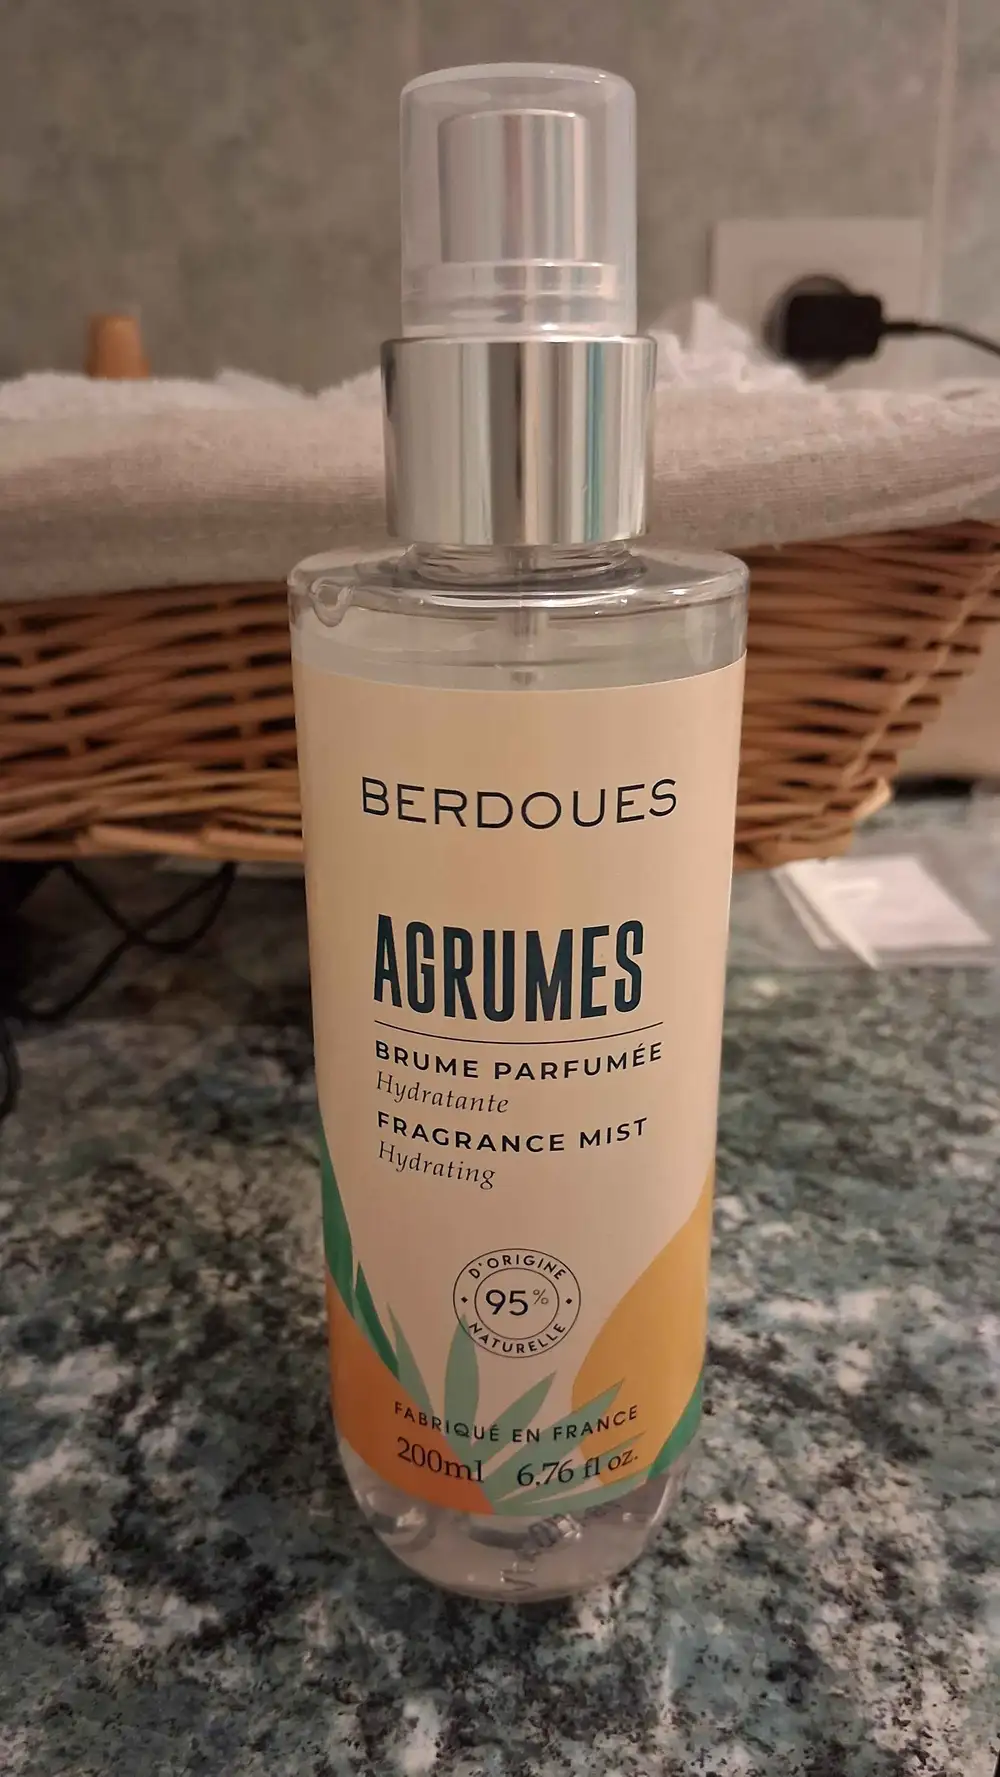 BERDOUES
AGRUMES
BRUME PARFUMÉE
Hydratante
FRAGRANCE MIST
Hydrating
D'ORIGINE
95%
NATURELLE
FABRIQUÉ EN FRANCE
200ml 6.76 fl oz.